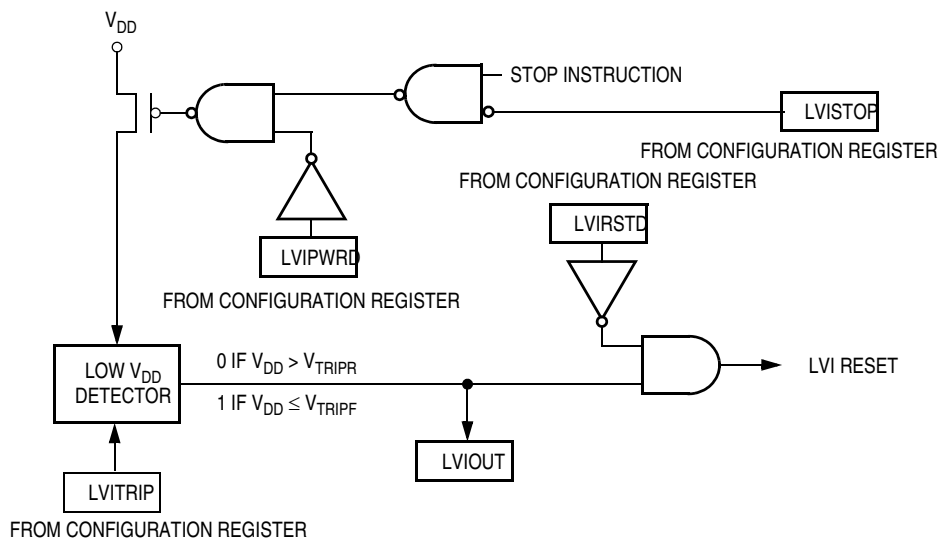 VDD
STOP INSTRUCTION
LVISTOP
FROM CONFIGURATION REGISTER
FROM CONFIGURATION REGISTER
LVIRSTD
LVIPWRD
FROM CONFIGURATION REGISTER
LOW VDD
DETECTOR
0 IF VDD > VTRIPR
1 IF VDD ≤ VTRIPF
LVI RESET
LVIOUT
LVITRIP
FROM CONFIGURATION REGISTER